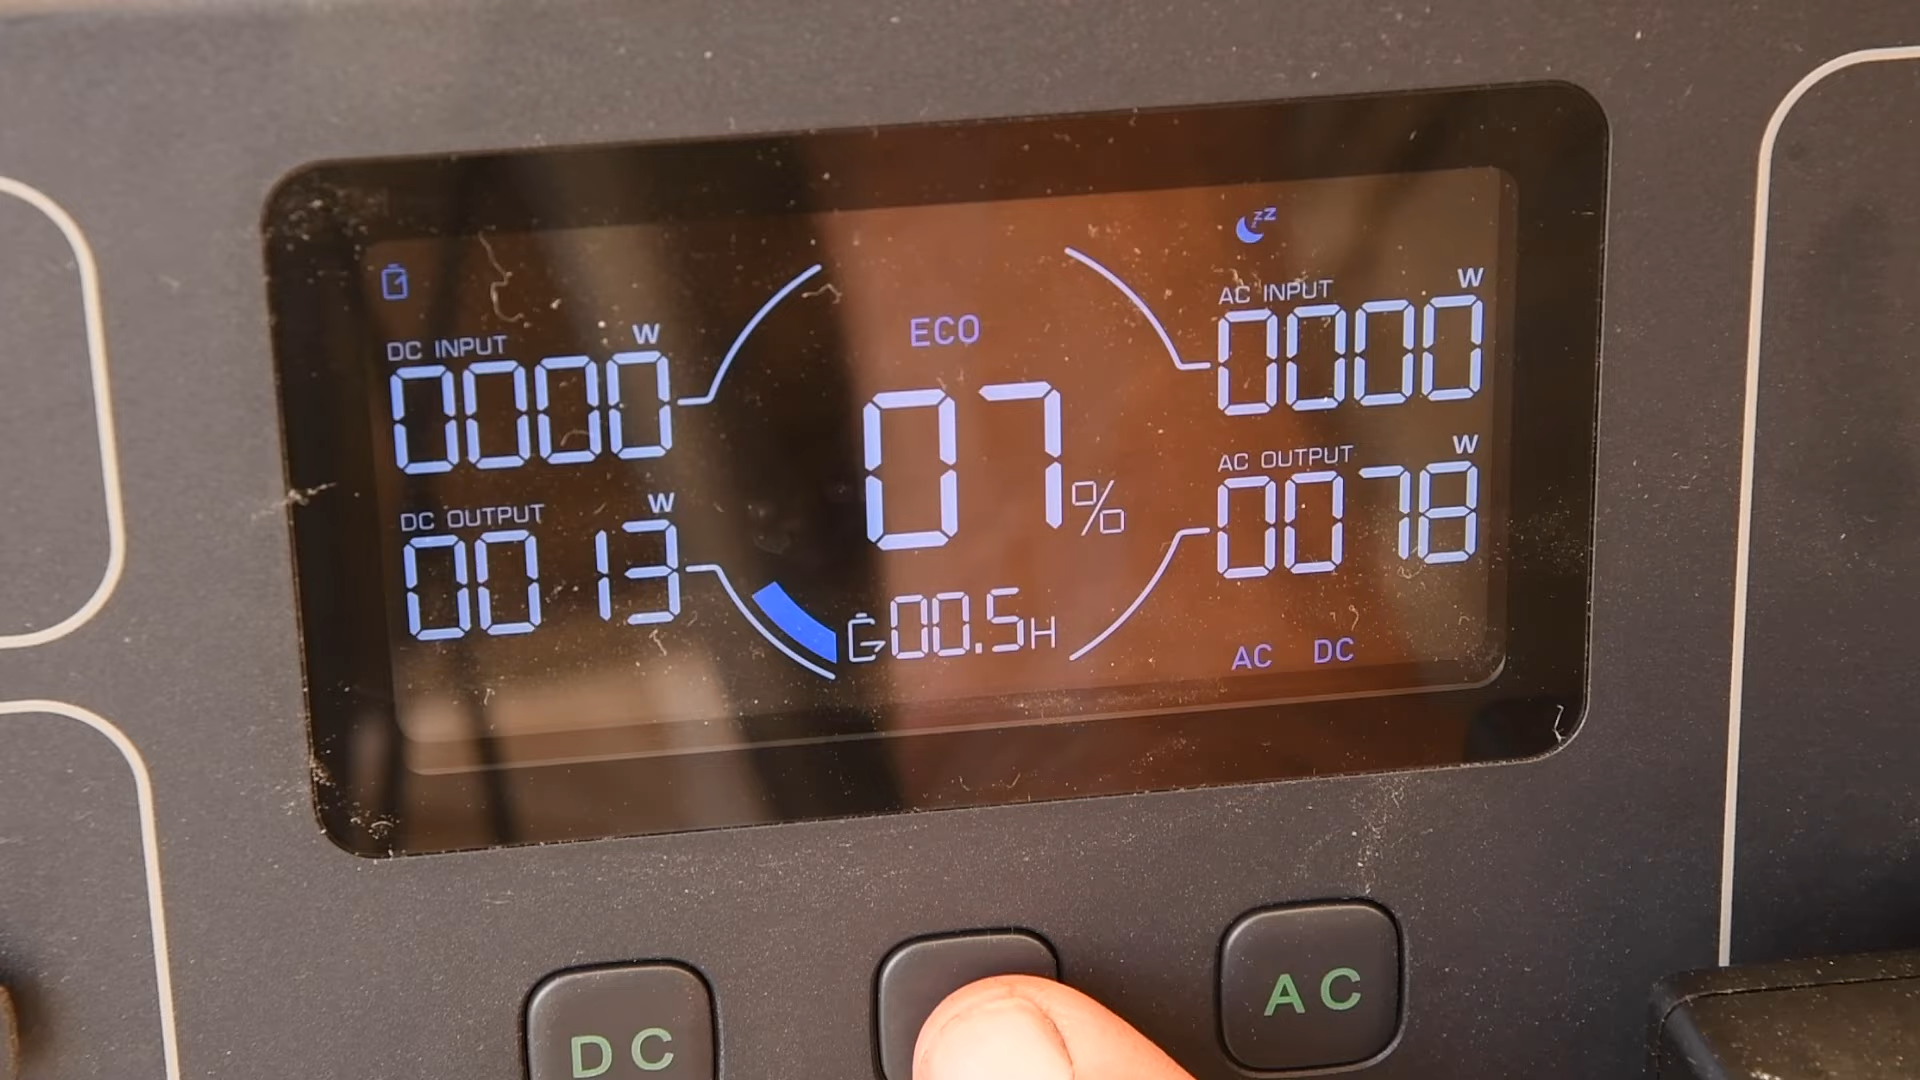 zzZ
DC INPUT W
0000
DC OUTPUT W
0013
ECO
07%
00.5H
AC INPUT W
0000
AC OUTPUT W
0078
AC DC
DC
AC